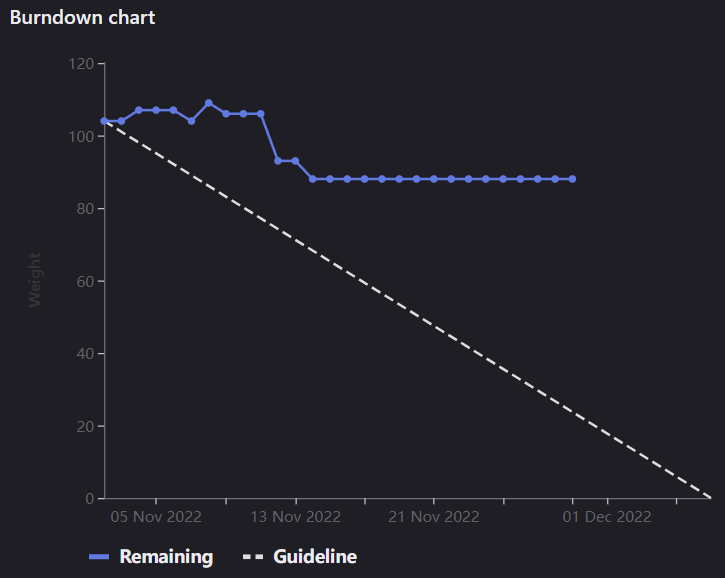 Burndown chart
120
100
80
60
40
20
0
Weight
05 Nov 2022
13 Nov 2022
21 Nov 2022
01 Dec 2022
Remaining
Guideline